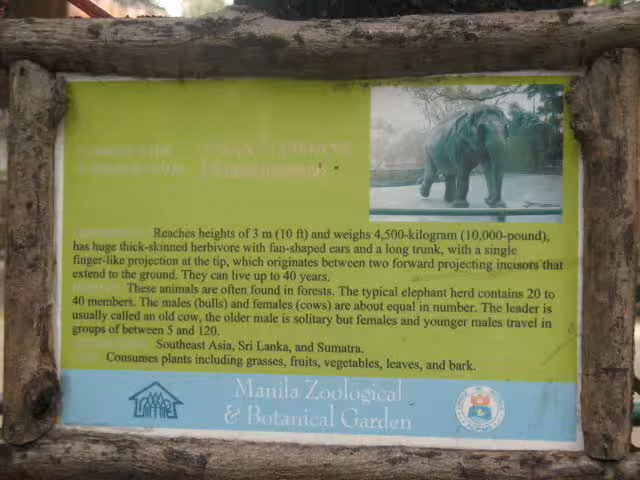 Reaches heights of 3 m (10 ft) and weighs 4,500-kilogram (10,000-pound),
has huge thick-skinned herbivore with fan-shaped ears and a long trunk, with a single
finger-like projection at the tip, which originates between two forward projecting incisors that
extend to the ground. They can live up to 40 years.
These animals are often found in forests. The typical elephant herd contains 20 to
40 members. The males (bulls) and females (cows) are about equal in number. The leader is
usually called an old cow, the older male is solitary but females and younger males travel in
groups of between 5 and 120.
Southeast Asia, Sri Lanka, and Sumatra.
Consumes plants including grasses, fruits, vegetables, leaves, and bark.
Manila Zoological
& Botanical Garden